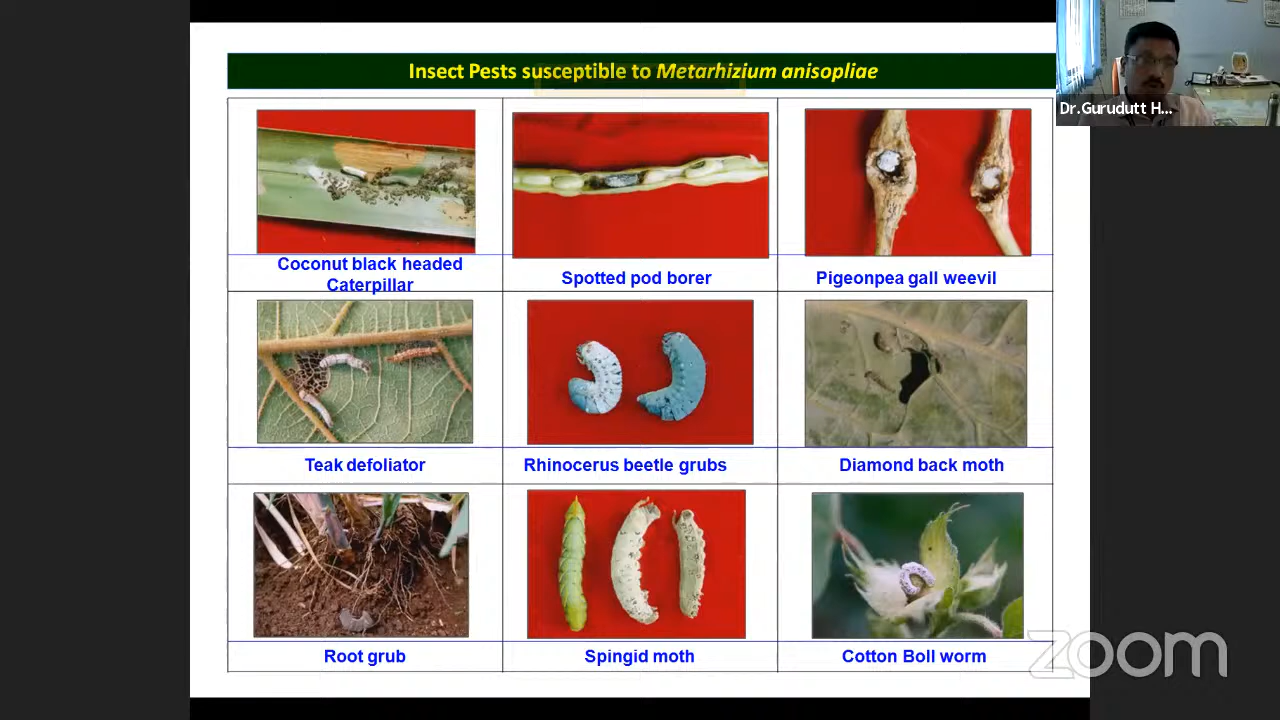 Insect Pests susceptible to Metarhizium anisopliae
Dr.Gurudutt H...
Coconut black headed
Caterpillar
Spotted pod borer
Pigeonpea gall weevil
Teak defoliator
Rhinocerus beetle grubs
Diamond back moth
Root grub
Spingid moth
Cotton Boll worm
zoom